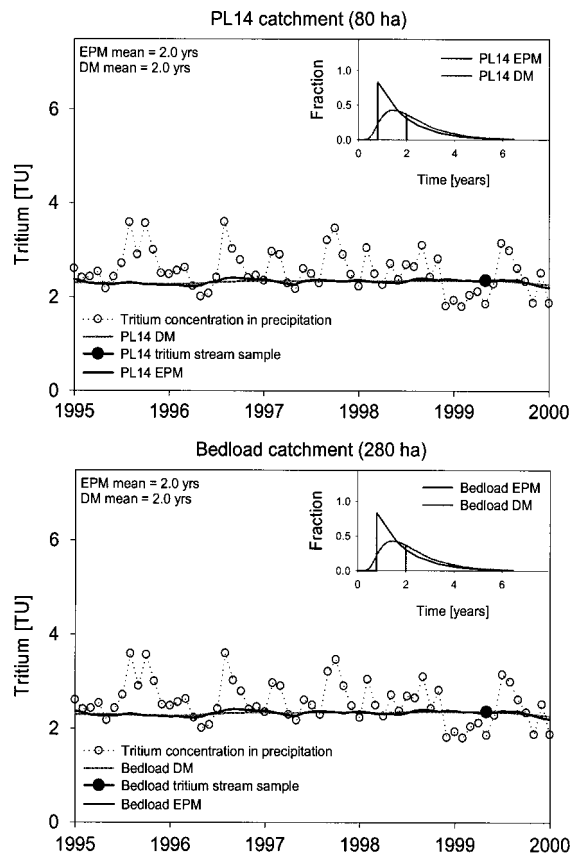 PL14 catchment (80 ha)
EPM mean = 2.0 yrs
DM mean = 2.0 yrs
PL14 EPM
PL14 DM
Fraction
1.0
0.5
0.0
0 2 4 6
Time [years]
Tritium [TU]
6
4
2
0
Tritium concentration in precipitation
PL14 DM
PL14 tritium stream sample
PL14 EPM
1995 1996 1997 1998 1999 2000
Bedload catchment (280 ha)
EPM mean = 2.0 yrs
DM mean = 2.0 yrs
Bedload EPM
Bedload DM
Fraction
1.0
0.5
0.0
0 2 4 6
Time [years]
Tritium [TU]
6
4
2
0
Tritium concentration in precipitation
Bedload DM
Bedload tritium stream sample
Bedload EPM
1995 1996 1997 1998 1999 2000